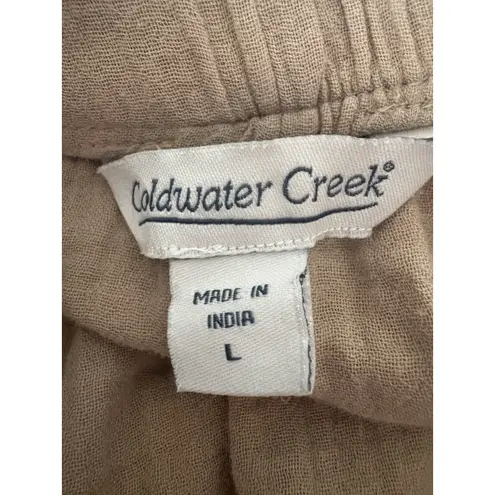 Coldwater Creek®
MADE IN
INDIA
L